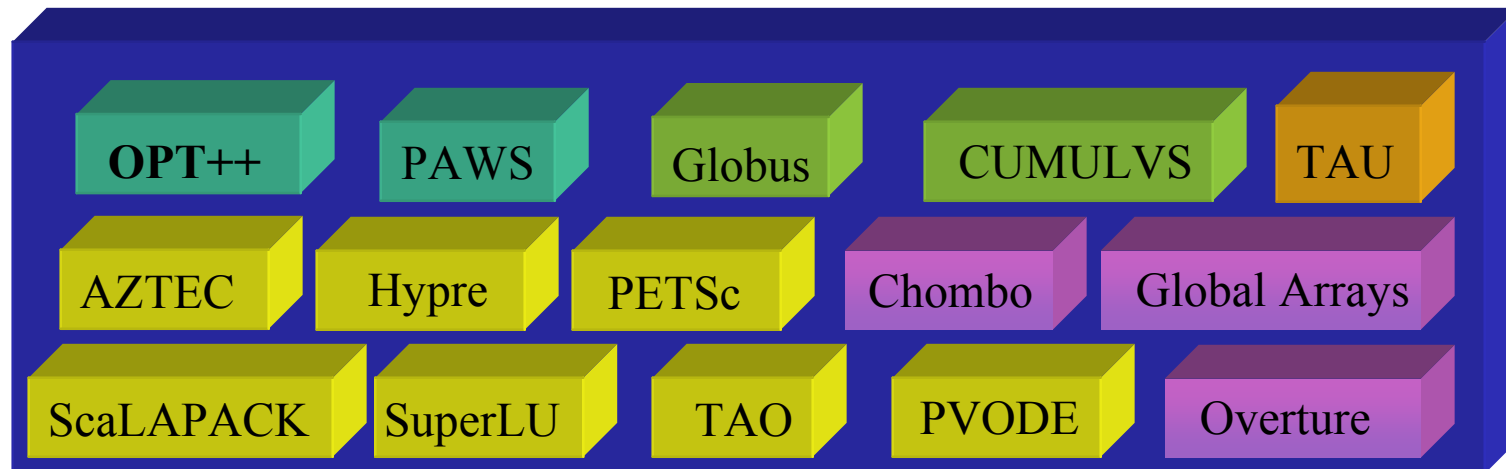 OPT++ PAWS Globus CUMULVS TAU
AZTEC Hypre PETSc Chombo Global Arrays
ScaLAPACK SuperLU TAO PVODE Overture